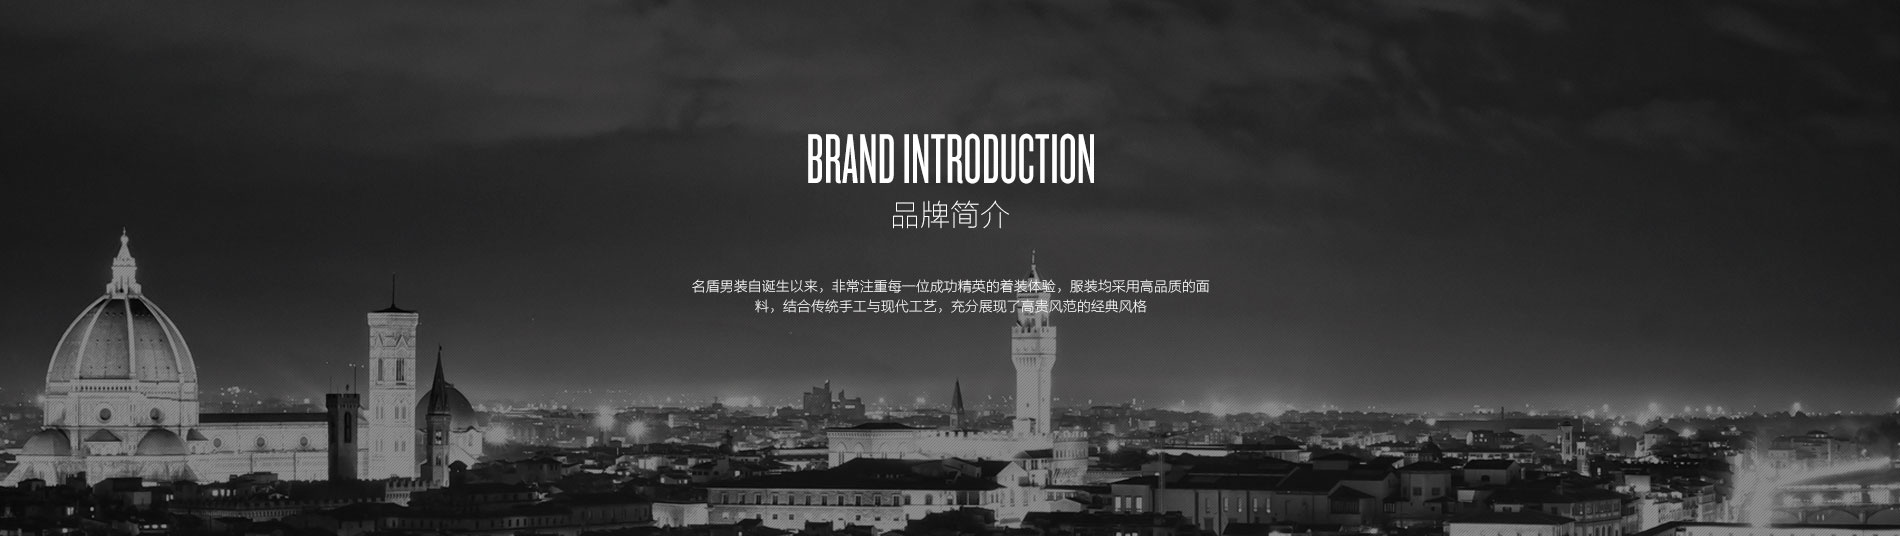 BRAND INTRODUCTION
品牌简介
名盾男装自诞生以来，非常注重每一位成功精英的着装体验，服装均采用高品质的面
料，结合传统手工与现代工艺，充分展现了高贵风范的经典风格